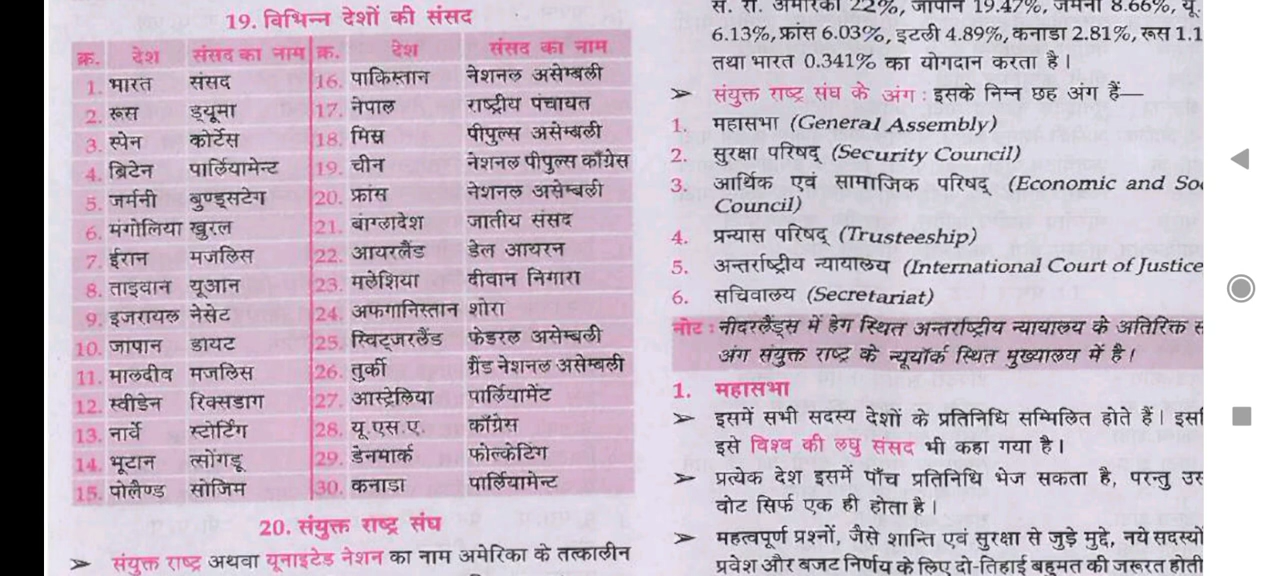 19. विभिन्न देशों की संसद
क्र. देश संसद का नाम क्र. देश संसद का नाम
1. भारत संसद 16. पाकिस्तान नेशनल असेम्बली
2. रूस ड्यूमा 17. नेपाल राष्ट्रीय पंचायत
3. स्पेन कोर्टेस 18. मिस्र पीपुल्स असेम्बली
4. ब्रिटेन पार्लियामेन्ट 19. चीन नेशनल पीपुल्स काँग्रेस
5. जर्मनी बुण्डसटेग 20. फ्रांस नेशनल असेम्बली
6. मंगोलिया खुरल 21. बांग्लादेश जातीय संसद
7. ईरान मजलिस 22. आयरलैंड डेल आयरन
8. ताइवान यूआन 23. मलेशिया दीवान निगारा
9. इजरायल नेसेट 24. अफगानिस्तान शोरा
10. जापान डायट 25. स्विट्जरलैंड फेडरल असेम्बली
11. मालदीव मजलिस 26. तुर्की ग्रैंड नेशनल असेम्बली
12. स्वीडेन रिक्सडाग 27. आस्ट्रेलिया पार्लियामेंट
13. नार्वे स्टोर्टिंग 28. यू.एस.ए. काँग्रेस
14. भूटान त्सोंगडू 29. डेनमार्क फोल्केटिंग
15. पोलैण्ड सोजिम 30. कनाडा पार्लियामेन्ट
20. संयुक्त राष्ट्र संघ
➤ संयुक्त राष्ट्र अथवा यूनाइटेड नेशन का नाम अमेरिका के तत्कालीन
स. रा. अमेरिका 22%, जापान 19.47%, जर्मनी 8.66%, यू.
6.13%, फ्रांस 6.03%, इटली 4.89%, कनाडा 2.81%, रूस 1.1
तथा भारत 0.341% का योगदान करता है।
➤ संयुक्त राष्ट्र संघ के अंग : इसके निम्न छह अंग हैं—
1. महासभा (General Assembly)
2. सुरक्षा परिषद् (Security Council)
3. आर्थिक एवं सामाजिक परिषद् (Economic and So
Council)
4. प्रन्यास परिषद् (Trusteeship)
5. अन्तर्राष्ट्रीय न्यायालय (International Court of Justice
6. सचिवालय (Secretariat)
नोट : नीदरलैंड्स में हेग स्थित अन्तर्राष्ट्रीय न्यायालय के अतिरिक्त
अंग संयुक्त राष्ट्र के न्यूयॉर्क स्थित मुख्यालय में है।
1. महासभा
➤ इसमें सभी सदस्य देशों के प्रतिनिधि सम्मिलित होते हैं। इसी
इसे विश्व की लघु संसद भी कहा गया है।
➤ प्रत्येक देश इसमें पाँच प्रतिनिधि भेज सकता है, परन्तु उस
वोट सिर्फ एक ही होता है।
➤ महत्वपूर्ण प्रश्नों, जैसे शान्ति एवं सुरक्षा से जुड़े मुद्दे, नये सदस्यों
प्रवेश और बजट निर्णय के लिए दो-तिहाई बहुमत की जरूरत होती